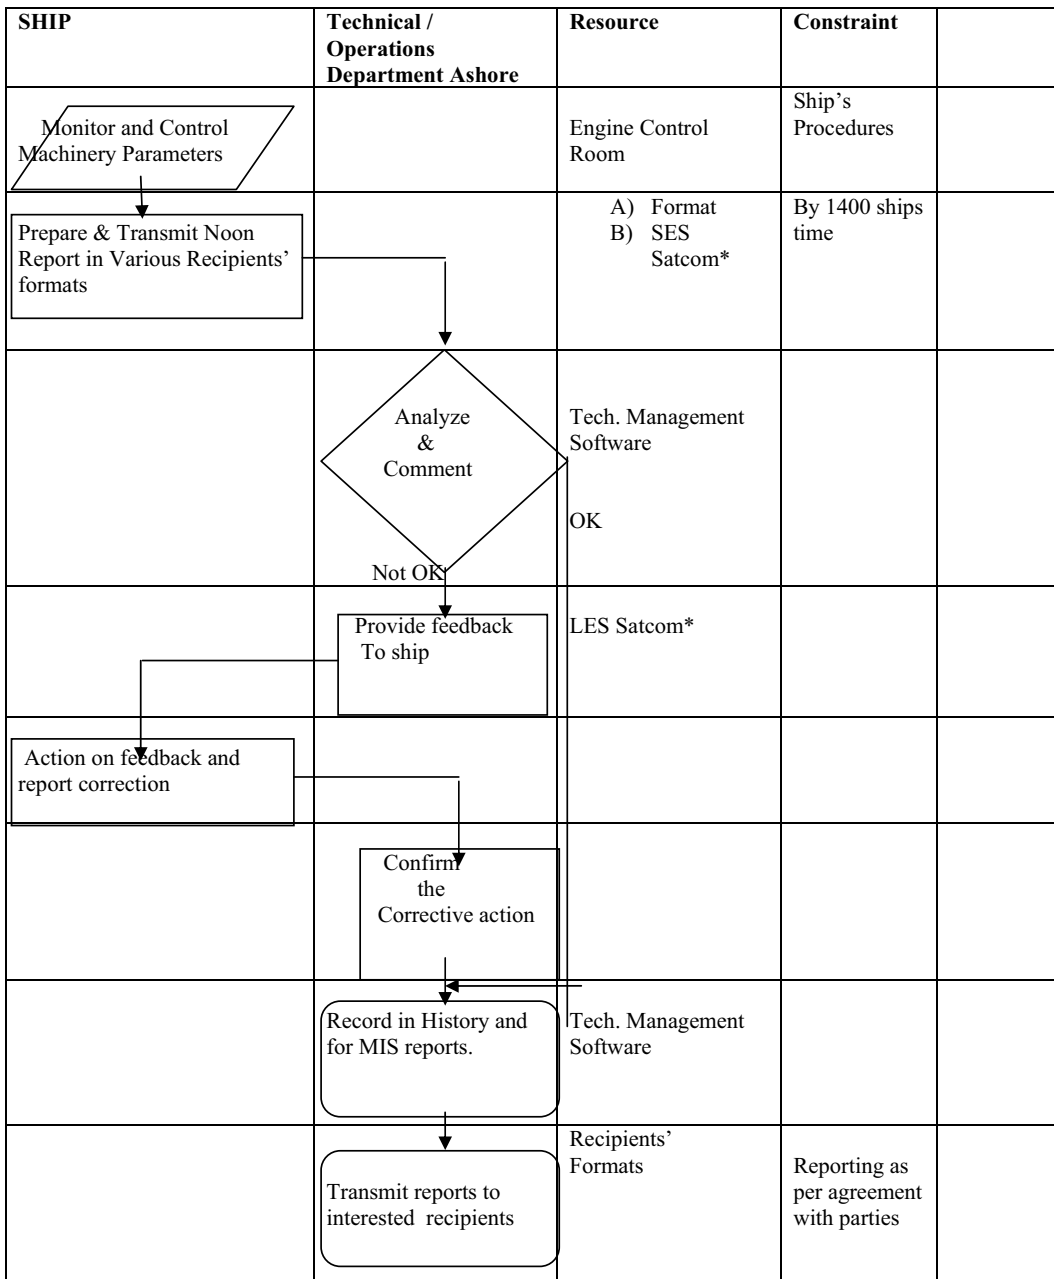 SHIP
Technical /
Operations
Department Ashore
Resource
Constraint
Monitor and Control
Machinery Parameters
Engine Control
Room
Ship’s
Procedures
Prepare & Transmit Noon
Report in Various Recipients’
formats
A) Format
B) SES
Satcom*
By 1400 ships
time
Analyze
&
Comment
Tech. Management
Software
OK
Not OK
Provide feedback
To ship
LES Satcom*
Action on feedback and
report correction
Confirm
the
Corrective action
Record in History and
for MIS reports.
Tech. Management
Software
Transmit reports to
interested recipients
Recipients’
Formats
Reporting as
per agreement
with parties